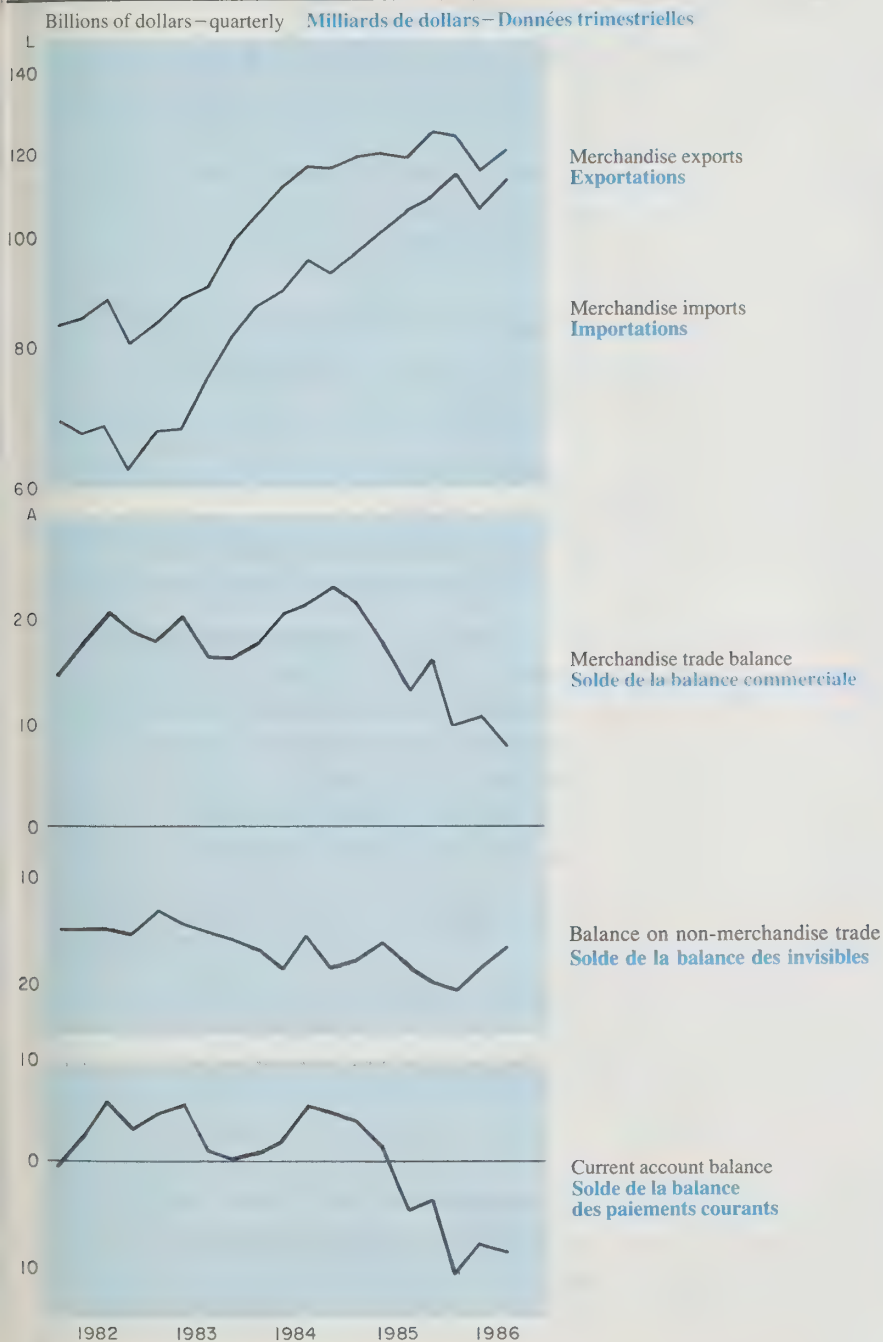 Billions of dollars – quarterly Milliards de dollars – Données trimestrielles
L
140
120
100
80
60
Merchandise exports
Exportations
Merchandise imports
Importations
A
20
10
0
10
20
Merchandise trade balance
Solde de la balance commerciale
Balance on non-merchandise trade
Solde de la balance des invisibles
10
0
10
Current account balance
Solde de la balance
des paiements courants
1982 1983 1984 1985 1986